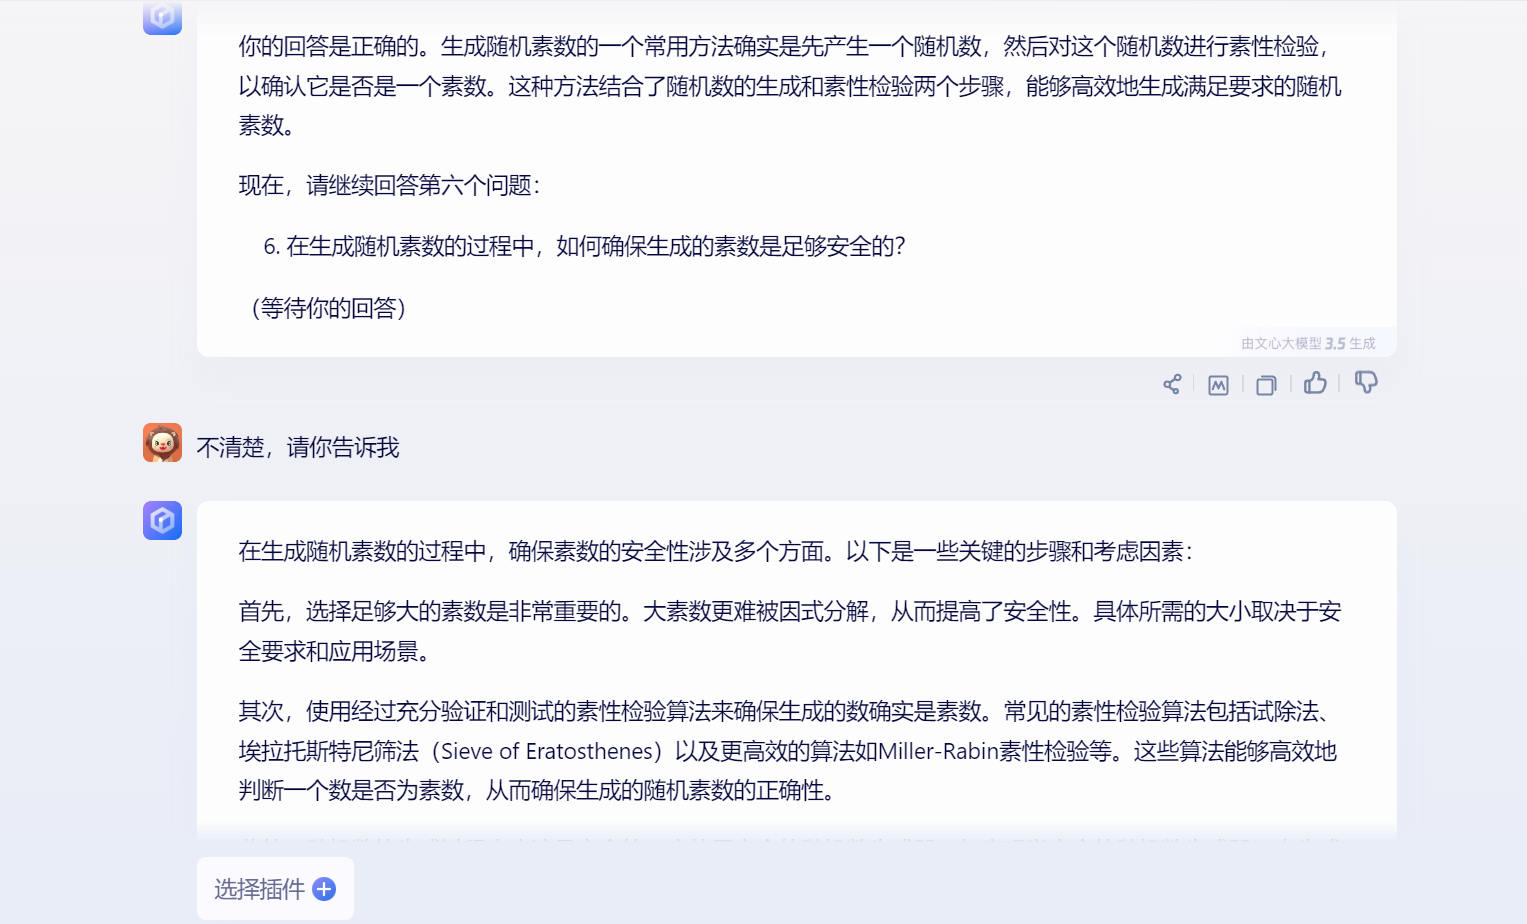 你的回答是正确的。生成随机素数的一个常用方法确实是先产生一个随机数，然后对这个随机数进行素性检验，
以确认它是否是一个素数。这种方法结合了随机数的生成和素性检验两个步骤，能够高效地生成满足要求的随机
素数。
现在，请继续回答第六个问题：
6. 在生成随机素数的过程中，如何确保生成的素数是足够安全的？
（等待你的回答）
由文心大模型 3.5 生成
不清楚，请你告诉我
在生成随机素数的过程中，确保素数的安全性涉及多个方面。以下是一些关键的步骤和考虑因素：
首先，选择足够大的素数是非常重要的。大素数更难被因式分解，从而提高了安全性。具体所需的大小取决于安
全要求和应用场景。
其次，使用经过充分验证和测试的素性检验算法来确保生成的数确实是素数。常见的素性检验算法包括试除法、
埃拉托斯特尼筛法（Sieve of Eratosthenes）以及更高效的算法如Miller-Rabin素性检验等。这些算法能够高效地
判断一个数是否为素数，从而确保生成的随机素数的正确性。
选择插件